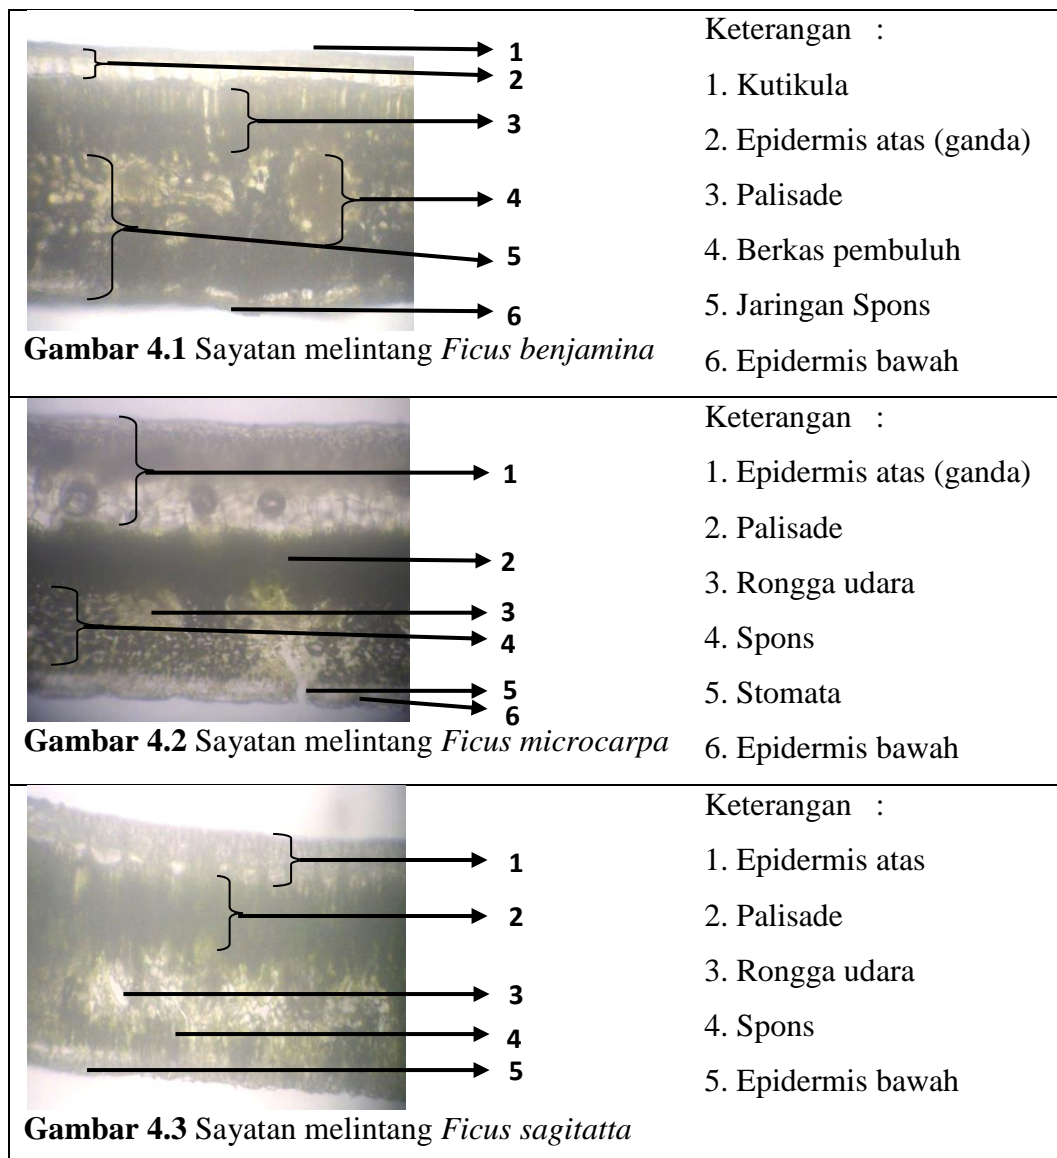 1
2
3
4
5
6
Gambar 4.1 Sayatan melintang Ficus benjamina
Keterangan :
1. Kutikula
2. Epidermis atas (ganda)
3. Palisade
4. Berkas pembuluh
5. Jaringan Spons
6. Epidermis bawah
1
2
3
4
5
6
Gambar 4.2 Sayatan melintang Ficus microcarpa
Keterangan :
1. Epidermis atas (ganda)
2. Palisade
3. Rongga udara
4. Spons
5. Stomata
6. Epidermis bawah
1
2
3
4
5
Gambar 4.3 Sayatan melintang Ficus sagitatta
Keterangan :
1. Epidermis atas
2. Palisade
3. Rongga udara
4. Spons
5. Epidermis bawah